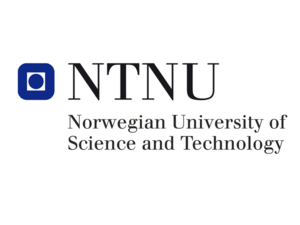 NTNU
Norwegian University of
Science and Technology